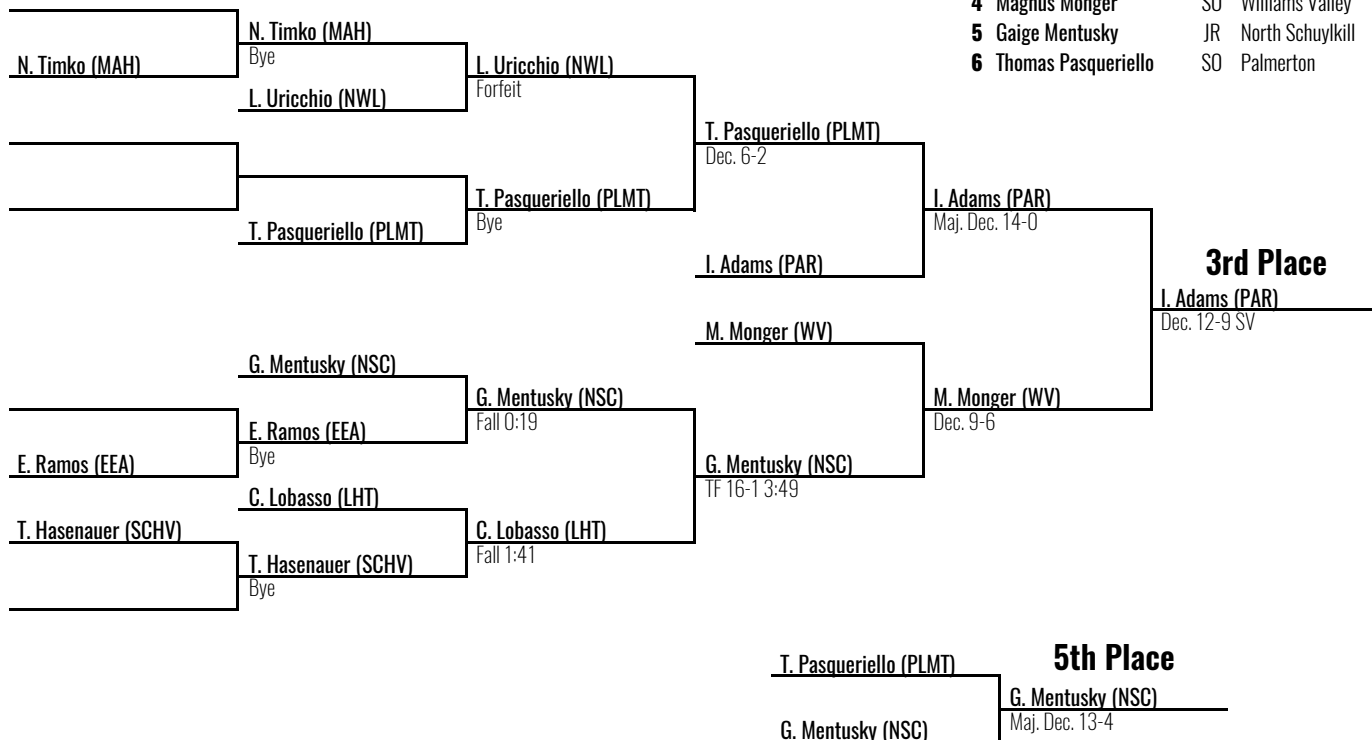 4 Magnus Monger SO Williams Valley
5 Gaige Mentusky JR North Schuylkill
6 Thomas Pasqueriello SO Palmerton
N. Timko (MAH)
N. Timko (MAH)
Bye
L. Uricchio (NWL)
L. Uricchio (NWL)
Forfeit
T. Pasqueriello (PLMT)
T. Pasqueriello (PLMT)
Bye
T. Pasqueriello (PLMT)
Dec. 6-2
I. Adams (PAR)
I. Adams (PAR)
Maj. Dec. 14-0
3rd Place
I. Adams (PAR)
Dec. 12-9 SV
M. Monger (WV)
M. Monger (WV)
Dec. 9-6
G. Mentusky (NSC)
G. Mentusky (NSC)
Fall 0:19
E. Ramos (EEA)
Bye
E. Ramos (EEA)
G. Mentusky (NSC)
TF 16-1 3:49
C. Lobasso (LHT)
C. Lobasso (LHT)
Fall 1:41
T. Hasenauer (SCHV)
T. Hasenauer (SCHV)
Bye
5th Place
T. Pasqueriello (PLMT)
G. Mentusky (NSC)
Maj. Dec. 13-4
G. Mentusky (NSC)